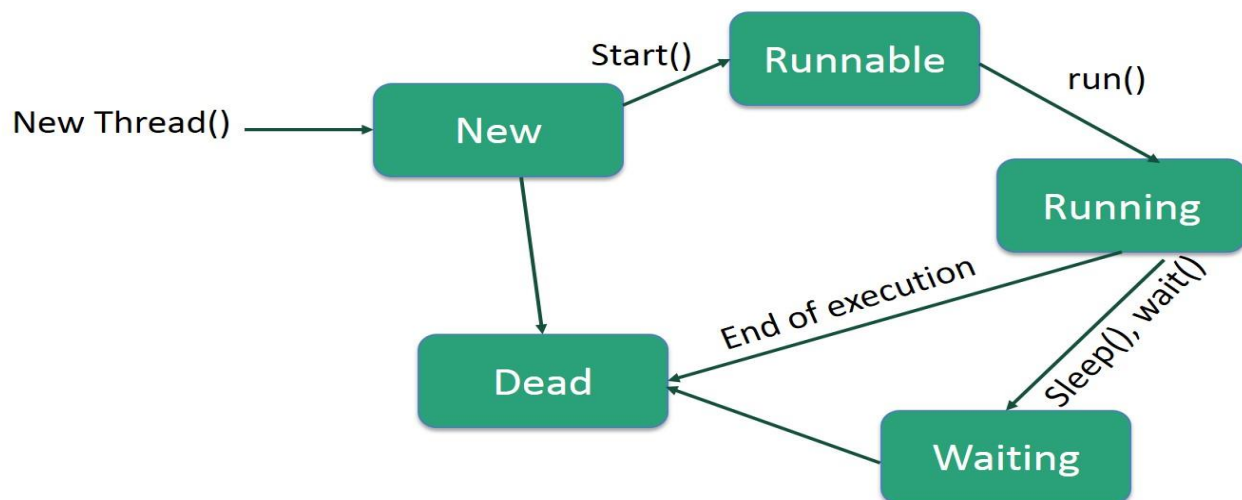 Start()
Runnable
run()
New Thread()
New
Running
End of execution
Sleep(), wait()
Dead
Waiting